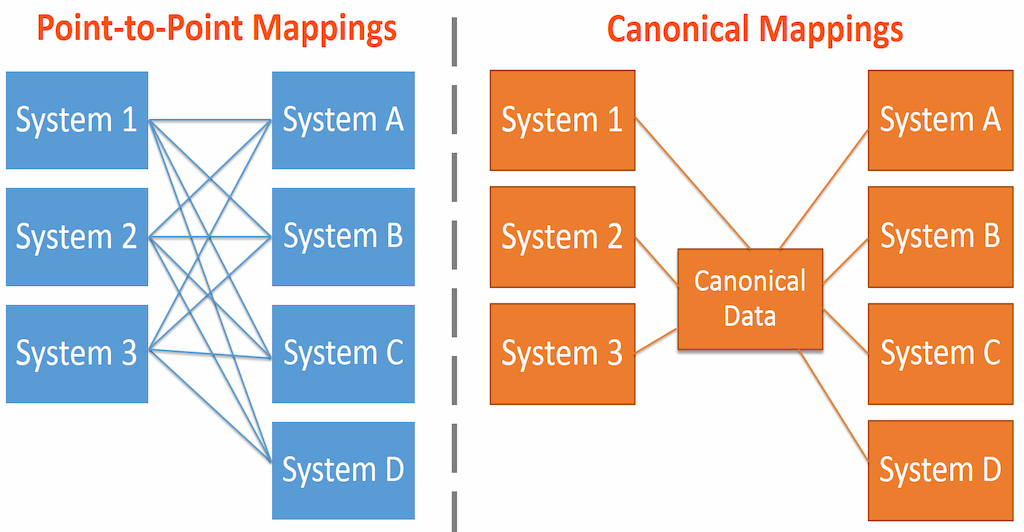 Point-to-Point Mappings
System 1
System A
System 2
System B
System 3
System C
System D
Canonical Mappings
System 1
System A
System 2
System B
Canonical
Data
System 3
System C
System D